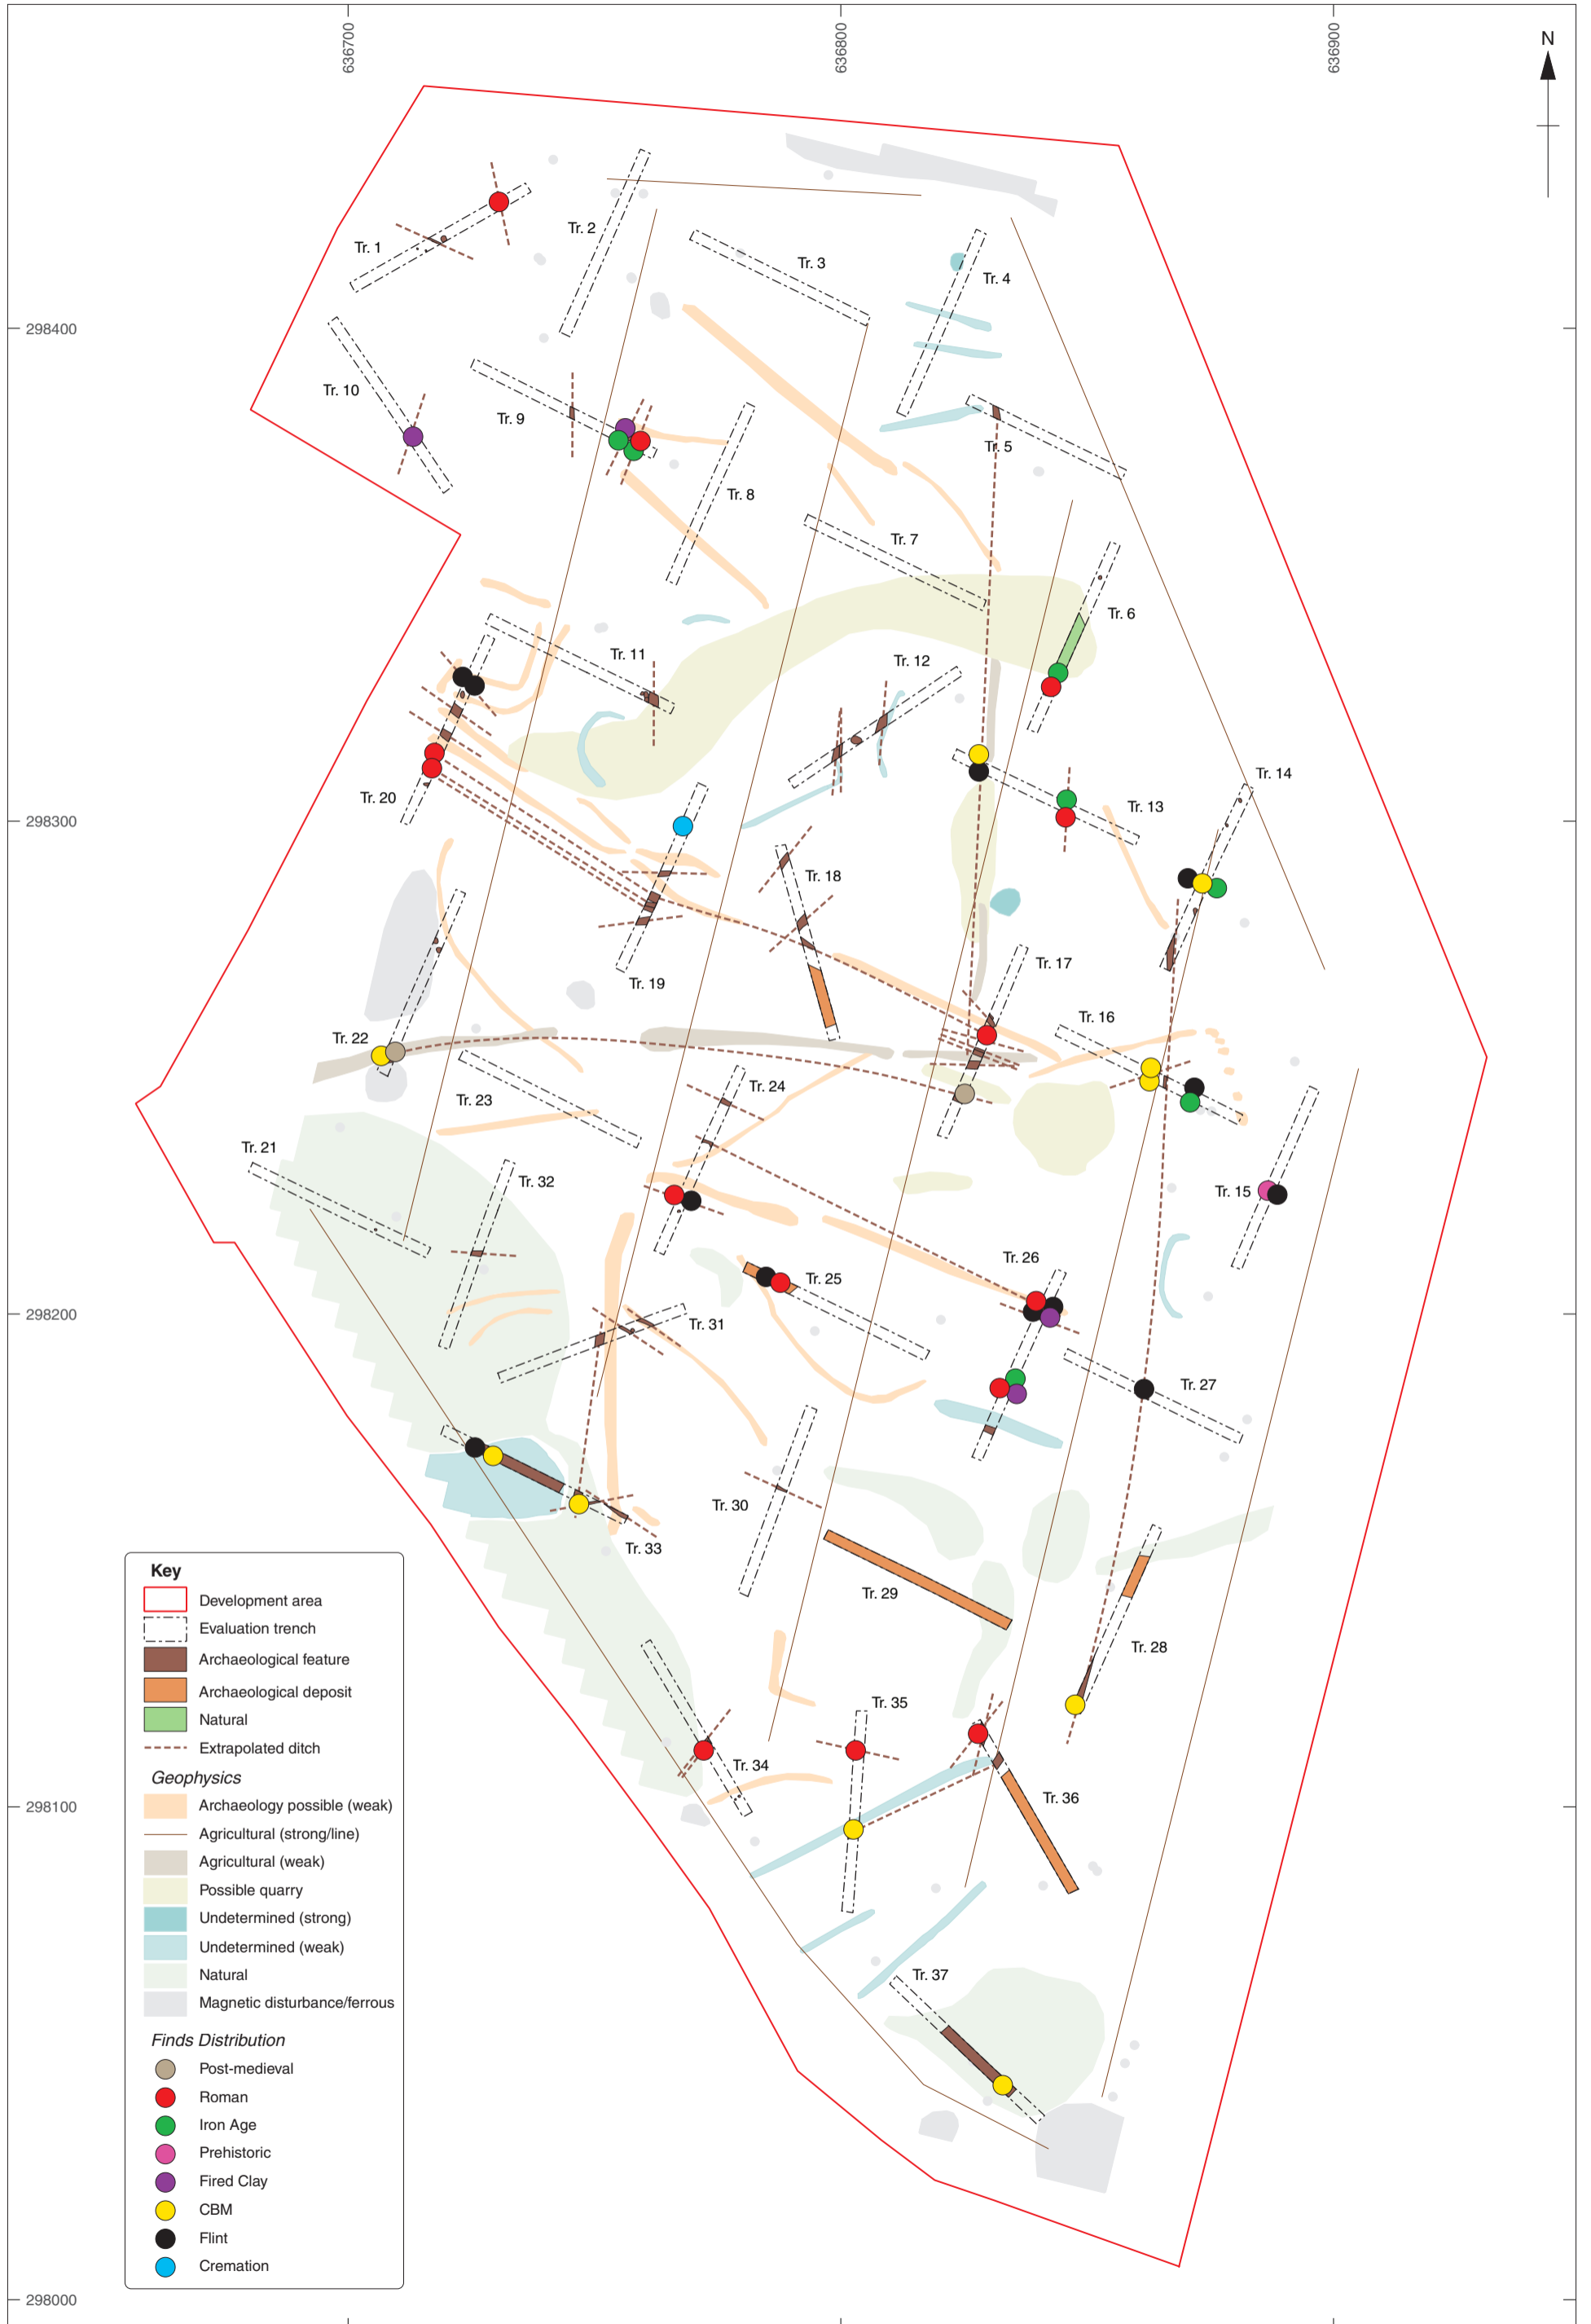 636700
636800
636900
N
Tr. 1
Tr. 2
Tr. 3
Tr. 4
298400
Tr. 10
Tr. 9
Tr. 5
Tr. 8
Tr. 7
Tr. 6
Tr. 11
Tr. 12
Tr. 14
Tr. 20
Tr. 13
298300
Tr. 18
Tr. 19
Tr. 17
Tr. 16
Tr. 22
Tr. 24
Tr. 23
Tr. 21
Tr. 32
Tr. 15
Tr. 26
Tr. 25
298200
Tr. 31
Tr. 27
Tr. 30
Tr. 33
Tr. 29
Tr. 28
Tr. 35
Tr. 34
Tr. 36
298100
Tr. 37
298000
Key
Development area
Evaluation trench
Archaeological feature
Archaeological deposit
Natural
Extrapolated ditch
Geophysics
Archaeology possible (weak)
Agricultural (strong/line)
Agricultural (weak)
Possible quarry
Undetermined (strong)
Undetermined (weak)
Natural
Magnetic disturbance/ferrous
Finds Distribution
Post-medieval
Roman
Iron Age
Prehistoric
Fired Clay
CBM
Flint
Cremation